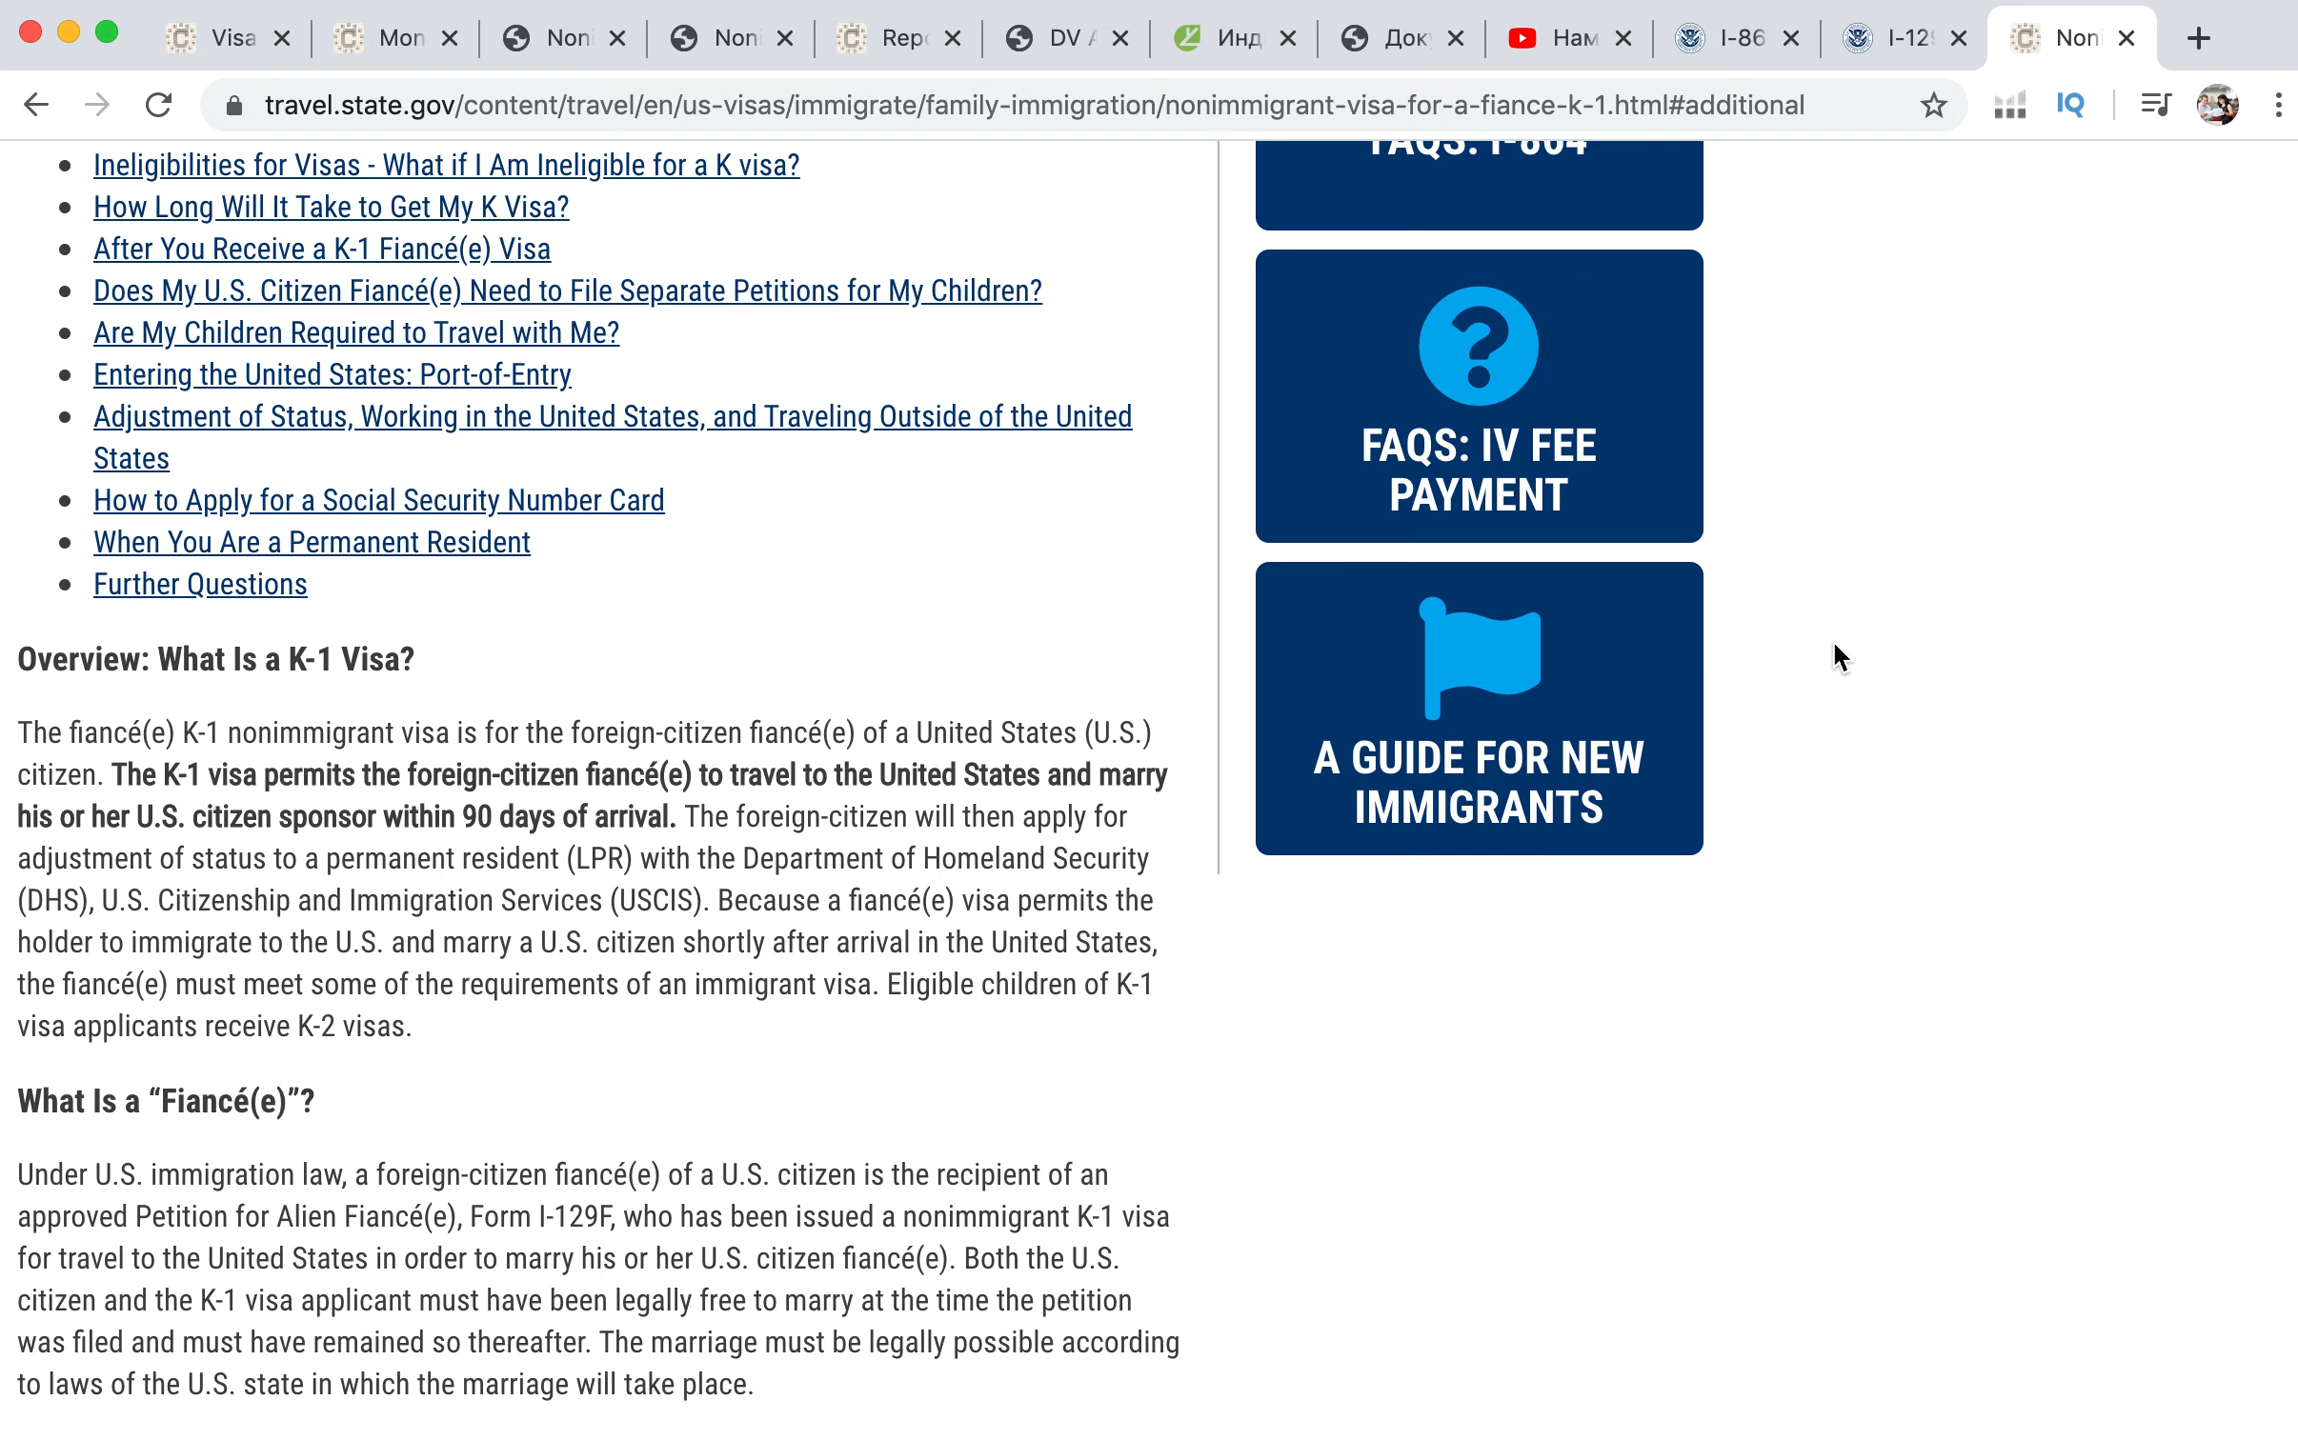 Visa
Mon
Non
Non
Rep
DV
Инд
Док
Нам
I-86
I-12
Non
travel.state.gov/content/travel/en/us-visas/immigrate/family-immigration/nonimmigrant-visa-for-a-fiance-k-1.html#additional
IQ
Ineligibilities for Visas - What if I Am Ineligible for a K visa?
How Long Will It Take to Get My K Visa?
After You Receive a K-1 Fiancé(e) Visa
Does My U.S. Citizen Fiancé(e) Need to File Separate Petitions for My Children?
Are My Children Required to Travel with Me?
Entering the United States: Port-of-Entry
Adjustment of Status, Working in the United States, and Traveling Outside of the United
States
How to Apply for a Social Security Number Card
When You Are a Permanent Resident
Further Questions
Overview: What Is a K-1 Visa?
The fiancé(e) K-1 nonimmigrant visa is for the foreign-citizen fiancé(e) of a United States (U.S.)
citizen. The K-1 visa permits the foreign-citizen fiancé(e) to travel to the United States and marry
his or her U.S. citizen sponsor within 90 days of arrival. The foreign-citizen will then apply for
adjustment of status to a permanent resident (LPR) with the Department of Homeland Security
(DHS), U.S. Citizenship and Immigration Services (USCIS). Because a fiancé(e) visa permits the
holder to immigrate to the U.S. and marry a U.S. citizen shortly after arrival in the United States,
the fiancé(e) must meet some of the requirements of an immigrant visa. Eligible children of K-1
visa applicants receive K-2 visas.
What Is a “Fiancé(e)”?
Under U.S. immigration law, a foreign-citizen fiancé(e) of a U.S. citizen is the recipient of an
approved Petition for Alien Fiancé(e), Form I-129F, who has been issued a nonimmigrant K-1 visa
for travel to the United States in order to marry his or her U.S. citizen fiancé(e). Both the U.S.
citizen and the K-1 visa applicant must have been legally free to marry at the time the petition
was filed and must have remained so thereafter. The marriage must be legally possible according
to laws of the U.S. state in which the marriage will take place.
FAQS: I-864
FAQS: IV FEE
PAYMENT
A GUIDE FOR NEW
IMMIGRANTS